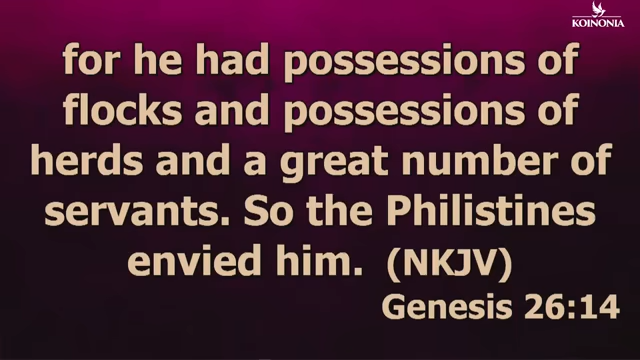 KOINONIA
for he had possessions of
flocks and possessions of
herds and a great number of
servants. So the Philistines
envied him. (NKJV)
Genesis 26:14